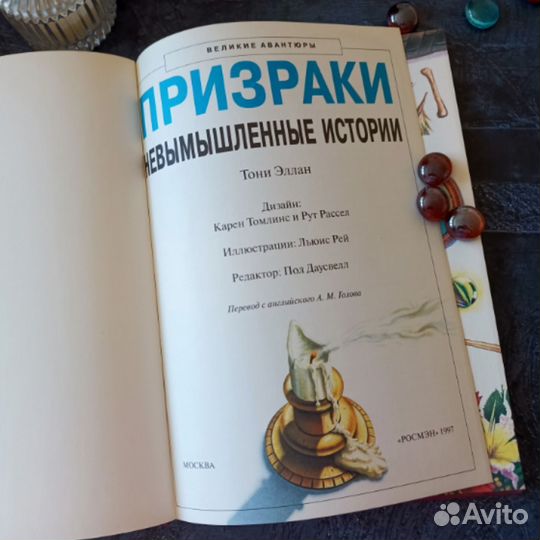 ВЕЛИКИЕ АВАНТЮРЫ
ПРИЗРАКИ
НЕВЫМЫШЛЕННЫЕ ИСТОРИИ
Тони Эллан
Дизайн:
Карен Томлинс и Рут Рассел
Иллюстрации: Льюис Рей
Редактор: Пол Даусвелл
Перевод с английского А. М. Голова
МОСКВА
«РОСМЭН» 1997
Avito